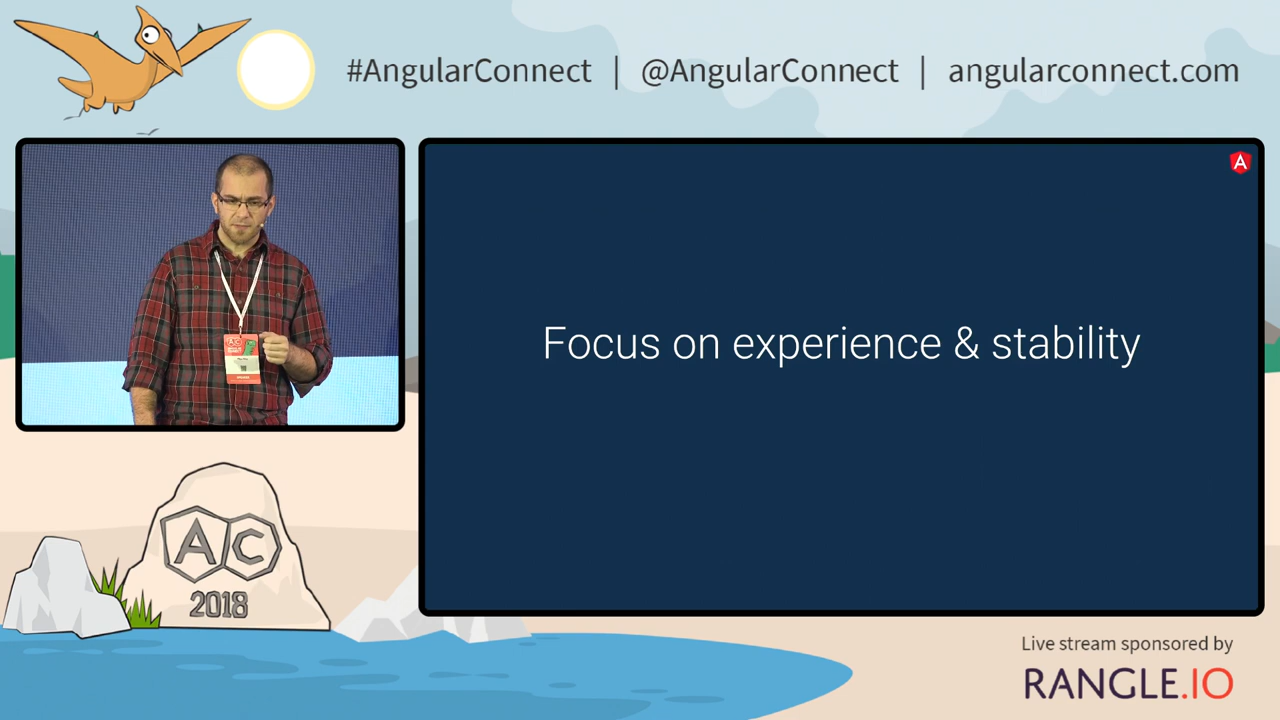 #AngularConnect | @AngularConnect | angularconnect.com
A
Focus on experience & stability
AC
2018
Live stream sponsored by
RANGLE.IO